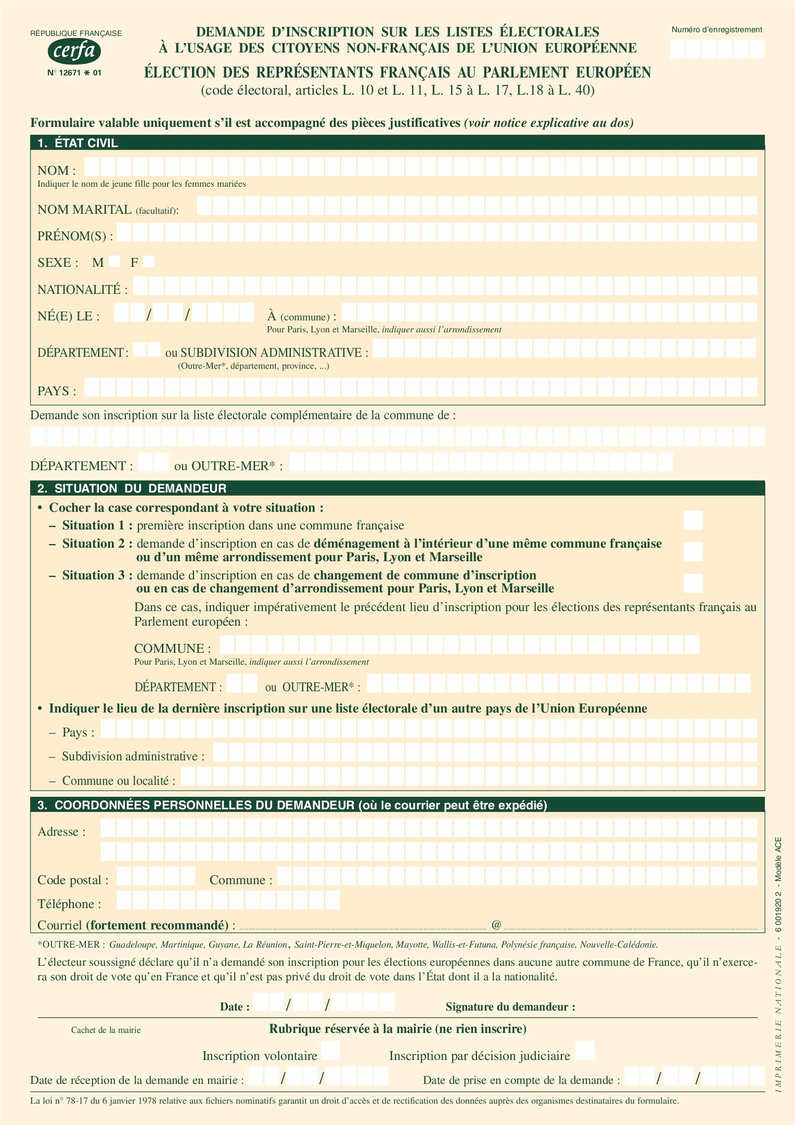 RÉPUBLIQUE FRANÇAISE
cerfa
N° 12671 ✱ 01
DEMANDE D'INSCRIPTION SUR LES LISTES ÉLECTORALES
À L'USAGE DES CITOYENS NON-FRANÇAIS DE L'UNION EUROPÉENNE
ÉLECTION DES REPRÉSENTANTS FRANÇAIS AU PARLEMENT EUROPÉEN
(code électoral, articles L. 10 et L. 11, L. 15 à L. 17, L.18 à L. 40)
Numéro d'enregistrement
Formulaire valable uniquement s'il est accompagné des pièces justificatives (voir notice explicative au dos)
1. ÉTAT CIVIL
NOM :
Indiquer le nom de jeune fille pour les femmes mariées
NOM MARITAL (facultatif):
PRÉNOM(S) :
SEXE : M F
NATIONALITÉ :
NÉ(E) LE : / / À (commune) :
Pour Paris, Lyon et Marseille, indiquer aussi l'arrondissement
DÉPARTEMENT : ou SUBDIVISION ADMINISTRATIVE :
(Outre-Mer*, département, province, ...)
PAYS :
Demande son inscription sur la liste électorale complémentaire de la commune de :
DÉPARTEMENT : ou OUTRE-MER* :
2. SITUATION DU DEMANDEUR
• Cocher la case correspondant à votre situation :
– Situation 1 : première inscription dans une commune française
– Situation 2 : demande d'inscription en cas de déménagement à l'intérieur d'une même commune française
ou d'un même arrondissement pour Paris, Lyon et Marseille
– Situation 3 : demande d'inscription en cas de changement de commune d'inscription
ou en cas de changement d'arrondissement pour Paris, Lyon et Marseille
Dans ce cas, indiquer impérativement le précédent lieu d'inscription pour les élections des représentants français au
Parlement européen :
COMMUNE :
Pour Paris, Lyon et Marseille, indiquer aussi l'arrondissement
DÉPARTEMENT : ou OUTRE-MER* :
• Indiquer le lieu de la dernière inscription sur une liste électorale d'un autre pays de l'Union Européenne
– Pays :
– Subdivision administrative :
– Commune ou localité :
3. COORDONNÉES PERSONNELLES DU DEMANDEUR (où le courrier peut être expédié)
Adresse :
Code postal : Commune :
Téléphone :
Courriel (fortement recommandé) : @
*OUTRE-MER : Guadeloupe, Martinique, Guyane, La Réunion, Saint-Pierre-et-Miquelon, Mayotte, Wallis-et-Futuna, Polynésie française, Nouvelle-Calédonie.
L'électeur soussigné déclare qu'il n'a demandé son inscription pour les élections européennes dans aucune autre commune de France, qu'il n'exerce-
ra son droit de vote qu'en France et qu'il n'est pas privé du droit de vote dans l'État dont il a la nationalité.
Date : / / Signature du demandeur :
Cachet de la mairie Rubrique réservée à la mairie (ne rien inscrire)
Inscription volontaire Inscription par décision judiciaire
Date de réception de la demande en mairie : / / Date de prise en compte de la demande : / /
La loi n° 78-17 du 6 janvier 1978 relative aux fichiers nominatifs garantit un droit d'accès et de rectification des données auprès des organismes destinataires du formulaire.
IMPRIMERIE NATIONALE - 6 001920 2 - Modèle ACE